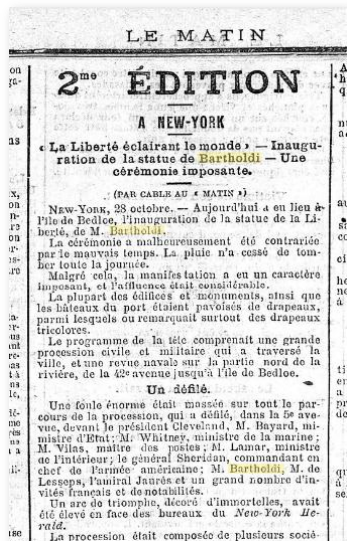 LE MATIN
2me ÉDITION
A NEW-YORK
« La Liberté éclairant le monde » — Inaugu-
ration de la statue de Bartholdi — Une
cérémonie imposante.
(PAR CABLE AU « MATIN »)
NEW-YORK, 28 octobre. — Aujourd'hui a eu lieu à
l'île de Bedloe, l'inauguration de la statue de la Li-
berté, de M. Bartholdi.
La cérémonie a malheureusement été contrariée
par le mauvais temps. La pluie n'a cessé de tom-
ber toute la journée.
Malgré cela, la manifestation a eu un caractère
imposant, et l'affluence était considérable.
La plupart des édifices et monuments, ainsi que
les bâteaux du port étaient pavoisés de drapeaux,
parmi lesquels on remarquait surtout des drapeaux
tricolores.
Le programme de la fête comprenait une grande
procession civile et militaire qui a traversé la
ville, et une revue navale sur la partie nord de la
rivière, de la 42e avenue jusqu'à l'île de Bedloe.
Un défilé.
Une foule énorme était massée sur tout le par-
cours de la procession, qui a défilé, dans la 5e ave-
nue, devant le président Cleveland, M. Bayard, mi-
nistre d'Etat; M. Whitney, ministre de la marine;
M. Vilas, maître des postes; M. Lamar, ministre
de l'intérieur; le général Sheridan, commandant en
chef de l'armée américaine; M. Bartholdi, M. de
Lesseps, l'amiral Jaurès et un grand nombre d'in-
vités français et de notabilités.
Un arc de triomphe, décoré d'immortelles, avait
été élevé en face des bureaux du New-York He-
rald.
La procession était composée de plusieurs socié-